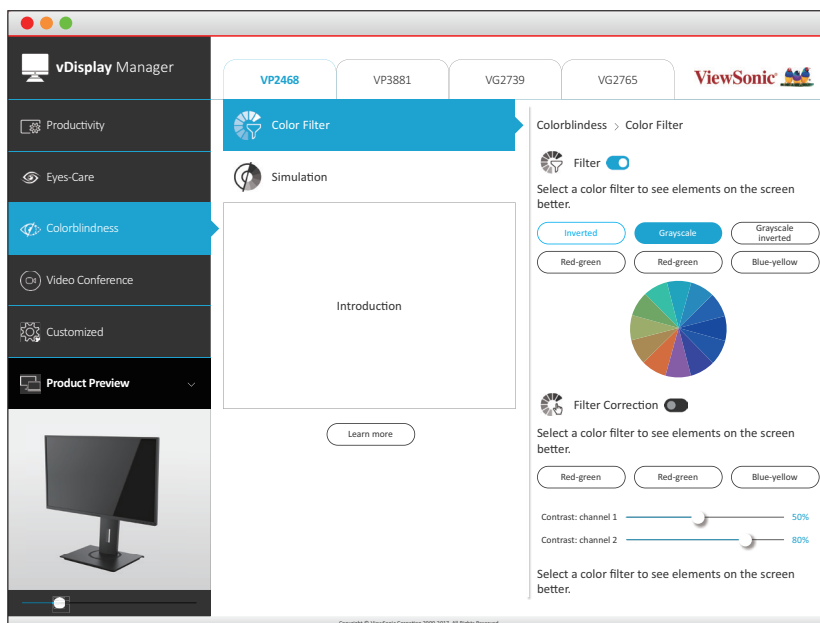 vDisplay Manager
VP2468
VP3881
VG2739
VG2765
ViewSonic
Productivity
Eyes-Care
Colorblindness
Video Conference
Customized
Product Preview
Color Filter
Simulation
Introduction
Learn more
Colorblindess > Color Filter
Filter
Select a color filter to see elements on the screen
better.
Inverted
Grayscale
Grayscale
inverted
Red-green
Red-green
Blue-yellow
Filter Correction
Select a color filter to see elements on the screen
better.
Red-green
Red-green
Blue-yellow
Contrast: channel 1
50%
Contrast: channel 2
80%
Select a color filter to see elements on the screen
better.